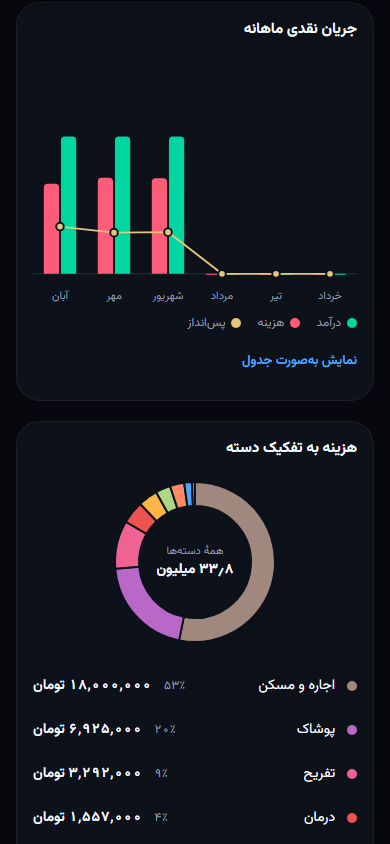 جریان نقدی ماهانه
خرداد تیر مرداد شهریور مهر آبان
درآمد هزینه پس‌انداز
نمایش به‌صورت جدول
هزینه به تفکیک دسته
همهٔ دسته‌ها
۳۳٫۸ میلیون
اجاره و مسکن ۵۳٪ ۱۸,۰۰۰,۰۰۰ تومان
پوشاک ۲۰٪ ۶,۹۲۵,۰۰۰ تومان
تفریح ۹٪ ۳,۲۹۲,۰۰۰ تومان
درمان ۴٪ ۱,۵۵۷,۰۰۰ تومان